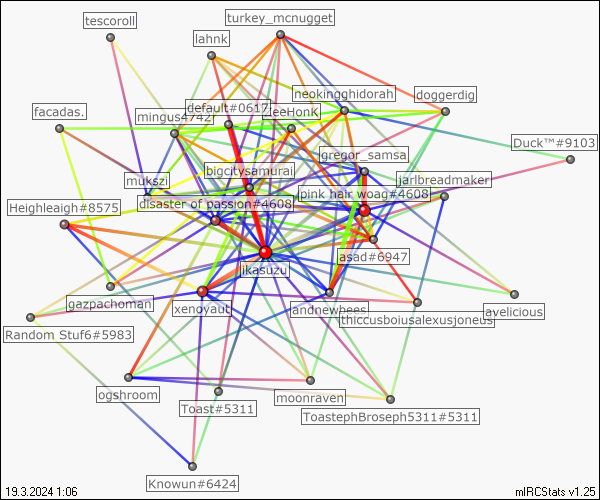 turkey_mcnugget
tescoroll
lahnk
neokingghidorah
doggerdig
default#0617
facadas.
mingus4742
ZeeHonk
Duck™#9103
gregor_samsa
bigcitysamurai
mukszi
jarlbreadmaker
pink hair woag#4608
Heighleaigh#8575
disaster of passion#4608
asad#6947
jikasuzu
gazpachoman
xenoyaut
andnewbees
avelicious
thiccusboiusalexusjoneus
Random Stuf6#5983
ogshroom
moonraven
Toast#5311
ToastephBroseph5311#5311
Knowun#6424
19.3.2024 1:06
mIRCStats v1.25